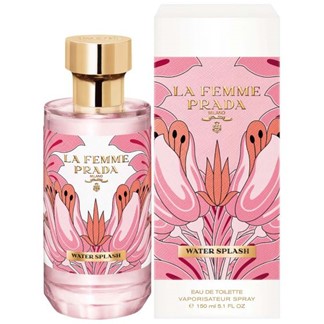 LA FEMME
PRADA
MILANO
WATER SPLASH
LA FEMME
PRADA
MILANO
WATER SPLASH
EAU DE TOILETTE
VAPORISATEUR SPRAY
℮ 150 ml 5.1 FL. OZ